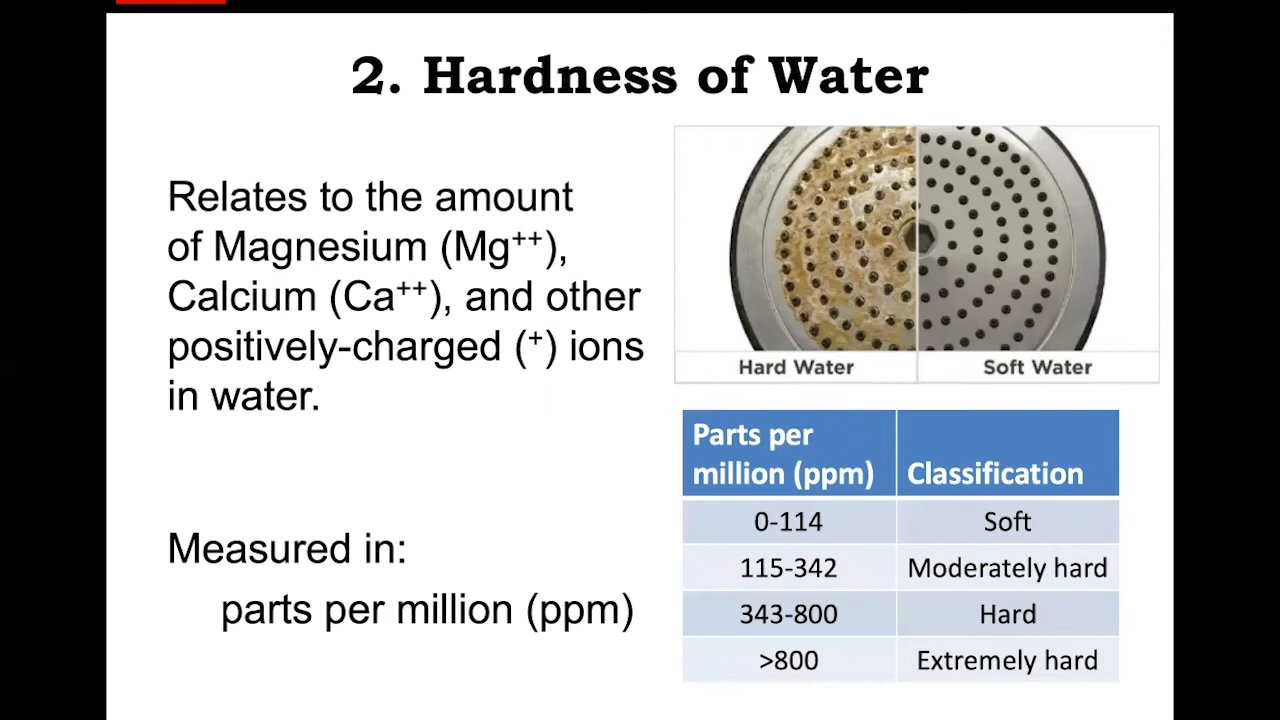 2. Hardness of Water
Relates to the amount
of Magnesium (Mg⁺⁺),
Calcium (Ca⁺⁺), and other
positively-charged (⁺) ions
in water.
Measured in:
parts per million (ppm)
Hard Water
Soft Water
Parts per
million (ppm)
Classification
0-114
Soft
115-342
Moderately hard
343-800
Hard
>800
Extremely hard